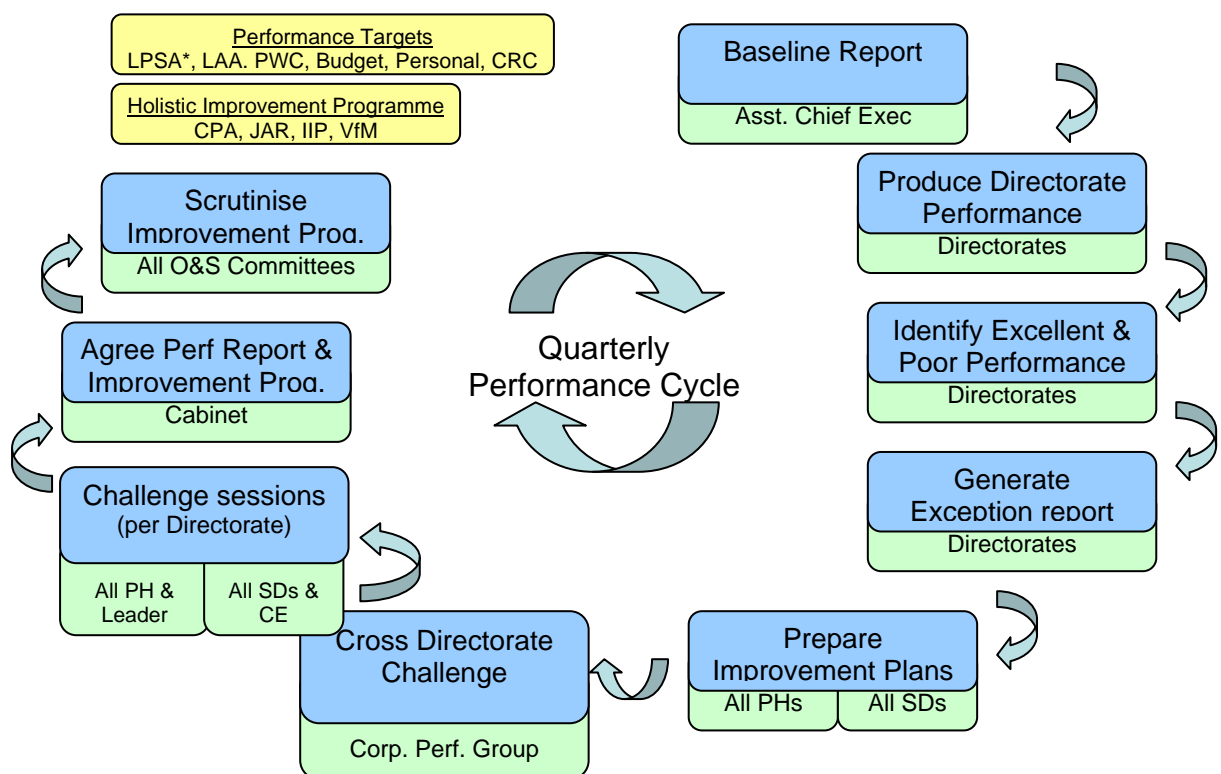 Performance Targets
LPSA*, LAA. PWC, Budget, Personal, CRC
Holistic Improvement Programme
CPA, JAR, IIP, VfM
Baseline Report
Asst. Chief Exec
Produce Directorate
Performance
Directorates
Identify Excellent &
Poor Performance
Directorates
Generate
Exception report
Directorates
Prepare
Improvement Plans
All PHs
All SDs
Cross Directorate
Challenge
Corp. Perf. Group
Challenge sessions
(per Directorate)
All PH &
Leader
All SDs &
CE
Agree Perf Report &
Improvement Prog.
Cabinet
Scrutinise
Improvement Prog.
All O&S Committees
Quarterly
Performance Cycle